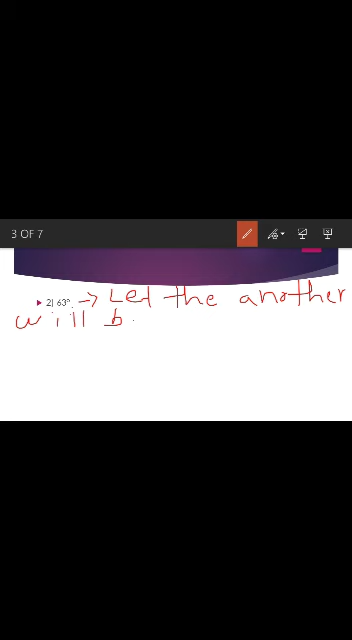 3 OF 7
2) 63°. → Let the another
will b